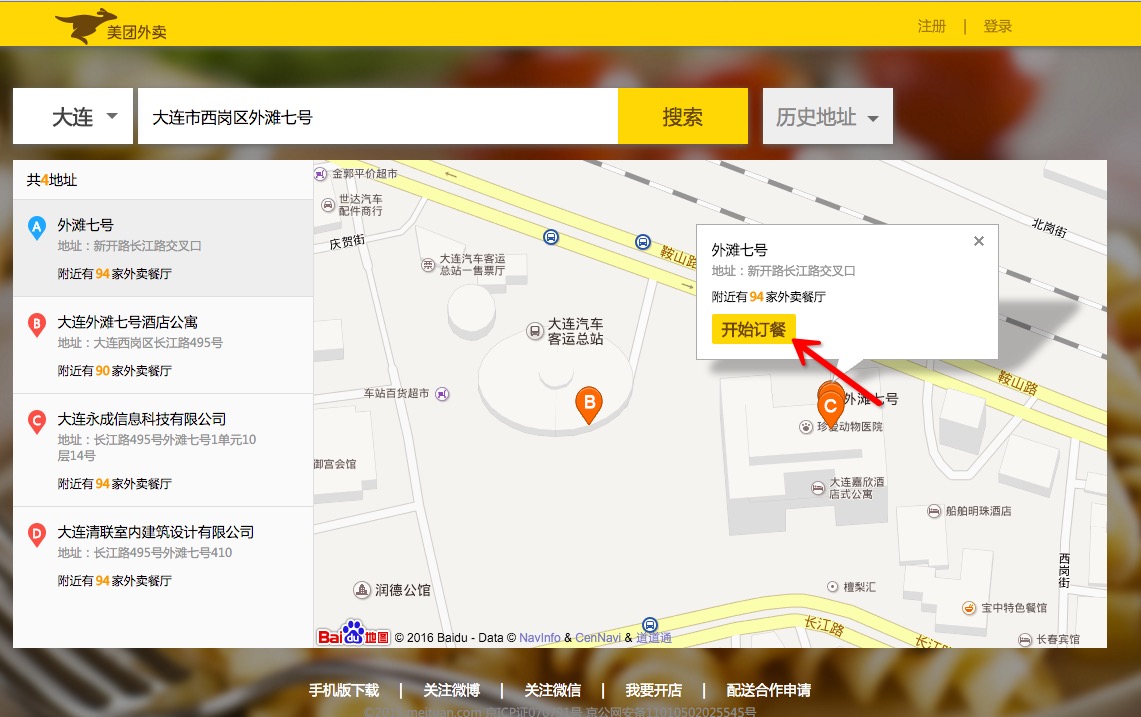 美团外卖
注册 | 登录
大连
大连市西岗区外滩七号
搜索
历史地址
共4地址
A
外滩七号
地址：新开路长江路交叉口
附近有94家外卖餐厅
B
大连外滩七号酒店公寓
地址：大连西岗区长江路495号
附近有90家外卖餐厅
C
大连永成信息科技有限公司
地址：长江路495号外滩七号1单元10
层14号
附近有94家外卖餐厅
D
大连清联室内建筑设计有限公司
地址：长江路495号外滩七号410
附近有94家外卖餐厅
金郭平价超市
世达汽车
配件商行
庆贺街
大连汽车客运
总站一售票厅
鞍山路
北岗街
外滩七号
地址：新开路长江路交叉口
附近有94家外卖餐厅
开始订餐
大连汽车
客运总站
鞍山路
车站百货超市
B
C
外滩七号
珍爱动物医院
御宫会馆
大连嘉欣酒
店式公寓
船舶明珠酒店
西岗街
润德公馆
檀梨汇
宝中特色餐馆
长江路
长江
长春宾馆
Bai du 地图
© 2016 Baidu - Data © NavInfo & CenNavi & 道道通
手机版下载 | 关注微博 | 关注微信 | 我要开店 | 配送合作申请
meituan.com 京ICP证070791号 京公网安备11010502025545号